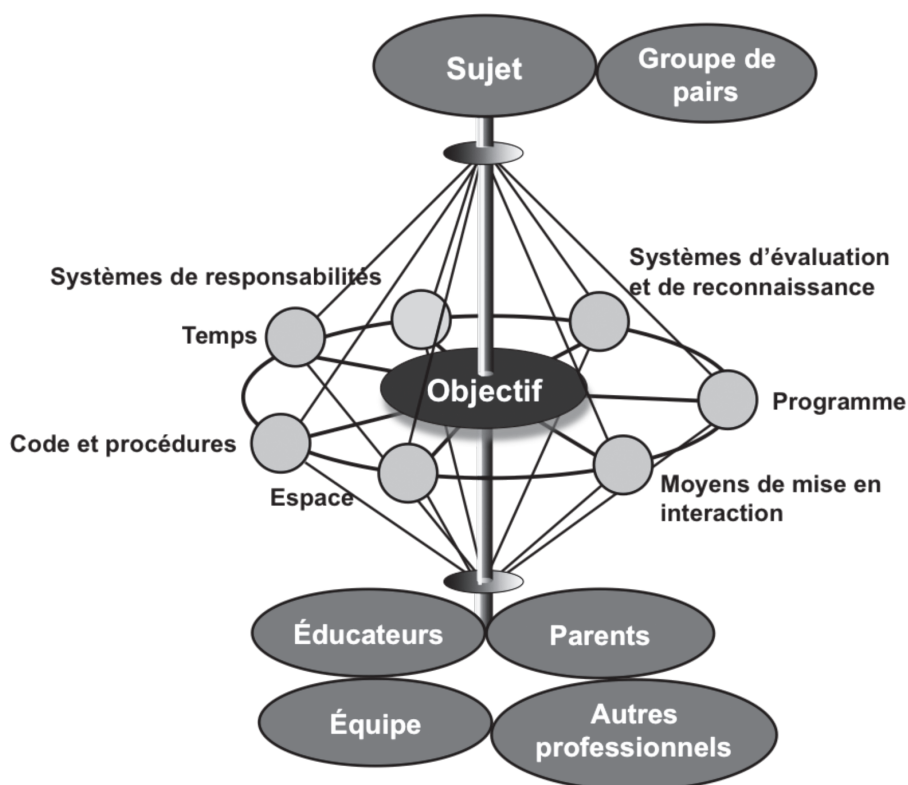 Sujet
Groupe de
pairs
Systèmes de responsabilités
Systèmes d’évaluation
et de reconnaissance
Temps
Objectif
Programme
Code et procédures
Espace
Moyens de mise en
interaction
Éducateurs
Parents
Équipe
Autres
professionnels